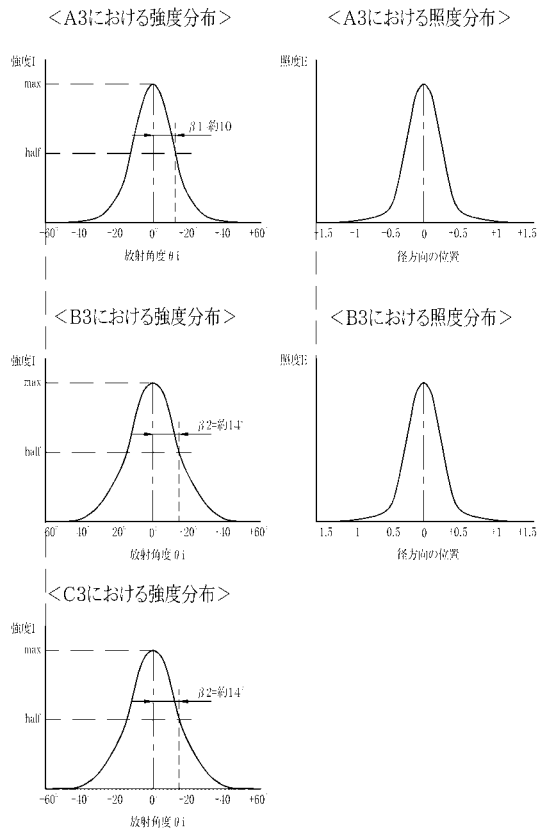 <A3における強度分布>
<A3における照度分布>
強度I
max
half
β1 約10
-60° -40 -20° 0° -20° -40° +60°
放射角度θi
照度E
-1.5 -1 -0.5 0 +0.5 +1 +1.5
径方向の位置
<B3における強度分布>
<B3における照度分布>
強度I
max
half
β2=約14°
60° 40° 20° 0° 20° 40° 60°
放射角度θi
照度E
1.5 1 0.5 0 +0.5 +1 1.5
径方向の位置
<C3における強度分布>
強度I
max
half
β2=約14°
-60° -40° -20° 0° +20° +40° +60°
放射角度θi